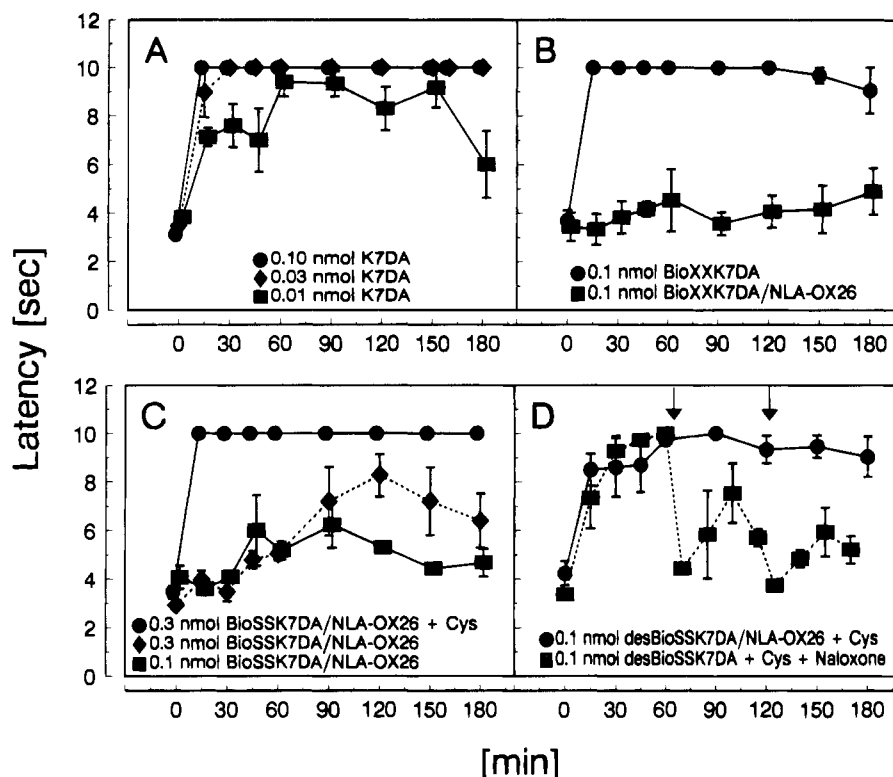 Latency [sec]
12
10
8
6
4
2
0
A
0.10 nmol K7DA
0.03 nmol K7DA
0.01 nmol K7DA
0 30 60 90 120 150 180
B
0.1 nmol BioXXK7DA
0.1 nmol BioXXK7DA/NLA-OX26
0 30 60 90 120 150 180
12
10
8
6
4
2
0
C
0.3 nmol BioSSK7DA/NLA-OX26 + Cys
0.3 nmol BioSSK7DA/NLA-OX26
0.1 nmol BioSSK7DA/NLA-OX26
0 30 60 90 120 150 180
D
0.1 nmol desBioSSK7DA/NLA-OX26 + Cys
0.1 nmol desBioSSK7DA + Cys + Naloxone
0 30 60 90 120 150 180
[min]